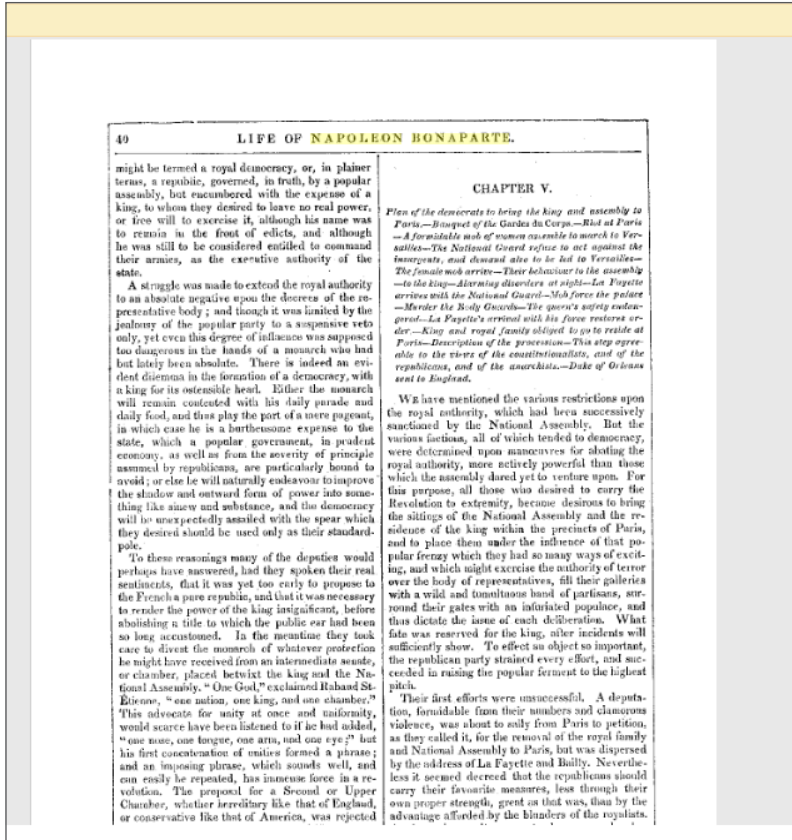 40
LIFE OF NAPOLEON BONAPARTE.
might be termed a royal democracy, or, in plainer
terms, a republic, governed, in truth, by a popular
assembly, but encumbered with the expense of a
king, to whom they desired to leave no real power,
or free will to exercise it, although his name was
to remain in the front of edicts, and although
he was still to be considered entitled to command
their armies, as the executive authority of the
state.
A struggle was made to extend the royal authority
to an absolute negative upon the decrees of the re-
presentative body; and though it was limited by the
jealousy of the popular party to a suspensive veto
only, yet even this degree of influence was supposed
too dangerous in the hands of a monarch who had
but lately been absolute. There is indeed an evi-
dent dilemma in the formation of a democracy, with
a king for its ostensible head. Either the monarch
will remain contented with his daily parade and
daily food, and thus play the part of a mere pageant,
in which case he is a burthensome expense to the
state, which a popular government, in prudent
economy, as well as from the severity of principle
assumed by republicans, are particularly bound to
avoid; or else he will naturally endeavour to improve
the shadow and outward form of power into some-
thing like sinew and substance, and the democracy
will be unexpectedly assailed with the spear which
they desired should be used only as their standard-
pole.
To these reasonings many of the deputies would
perhaps have answered, had they spoken their real
sentiments, that it was yet too early to propose to
the French a pure republic, and that it was necessary
to render the power of the king insignificant, before
abolishing a title to which the public ear had been
so long accustomed. In the meantime they took
care to divest the monarch of whatever protection
he might have received from an intermediate senate,
or chamber, placed betwixt the king and the Na-
tional Assembly. "One God," exclaimed Rabaud St-
Étienne, "one nation, one king, and one chamber."
This advocate for unity at once and uniformity,
would scarce have been listened to if he had added,
"one nose, one tongue, one arm, and one eye;" but
his first concatenation of unities formed a phrase;
and an imposing phrase, which sounds well, and
can easily be repeated, has immense force in a re-
volution. The proposal for a Second or Upper
Chamber, whether hereditary like that of England,
or conservative like that of America, was rejected
CHAPTER V.
Plan of the democrats to bring the king and assembly to
Paris.—Banquet of the Gardes du Corps.—Riot at Paris
—A formidable mob of women assemble to march to Ver-
sailles—The National Guard refuse to act against the
insurgents, and demand also to be led to Versailles—
The female mob arrive—Their behaviour to the assembly
—to the king—Alarming disorders at night—La Fayette
arrives with the National Guard—Mob force the palace
—Murder the Body Guards—The queen's safety endan-
gered—La Fayette's arrival with his force restores or-
der.—King and royal family obliged to go to reside at
Paris—Description of the procession—This step agree-
able to the views of the constitutionalists, and of the
republicans, and of the anarchists.—Duke of Orleans
sent to England.
WE have mentioned the various restrictions upon
the royal authority, which had been successively
sanctioned by the National Assembly. But the
various factions, all of which tended to democracy,
were determined upon manœuvres for abating the
royal authority, more actively powerful than those
which the assembly dared yet to venture upon. For
this purpose, all those who desired to carry the
Revolution to extremity, became desirous to bring
the sittings of the National Assembly and the re-
sidence of the king within the precincts of Paris,
and to place them under the influence of that po-
pular frenzy which they had so many ways of excit-
ing, and which might exercise the authority of terror
over the body of representatives, fill their galleries
with a wild and tumultuous band of partisans, sur-
round their gates with an infuriated populace, and
thus dictate the issue of each deliberation. What
fate was reserved for the king, after incidents will
sufficiently show. To effect an object so important,
the republican party strained every effort, and suc-
ceeded in raising the popular ferment to the highest
pitch.
Their first efforts were unsuccessful. A deputa-
tion, formidable from their numbers and clamorous
violence, was about to sally from Paris to petition,
as they called it, for the removal of the royal family
and National Assembly to Paris, but was dispersed
by the address of La Fayette and Bailly. Neverthe-
less it seemed decreed that the republicans should
carry their favourite measures, less through their
own proper strength, great as that was, than by the
advantage afforded by the blunders of the royalists.